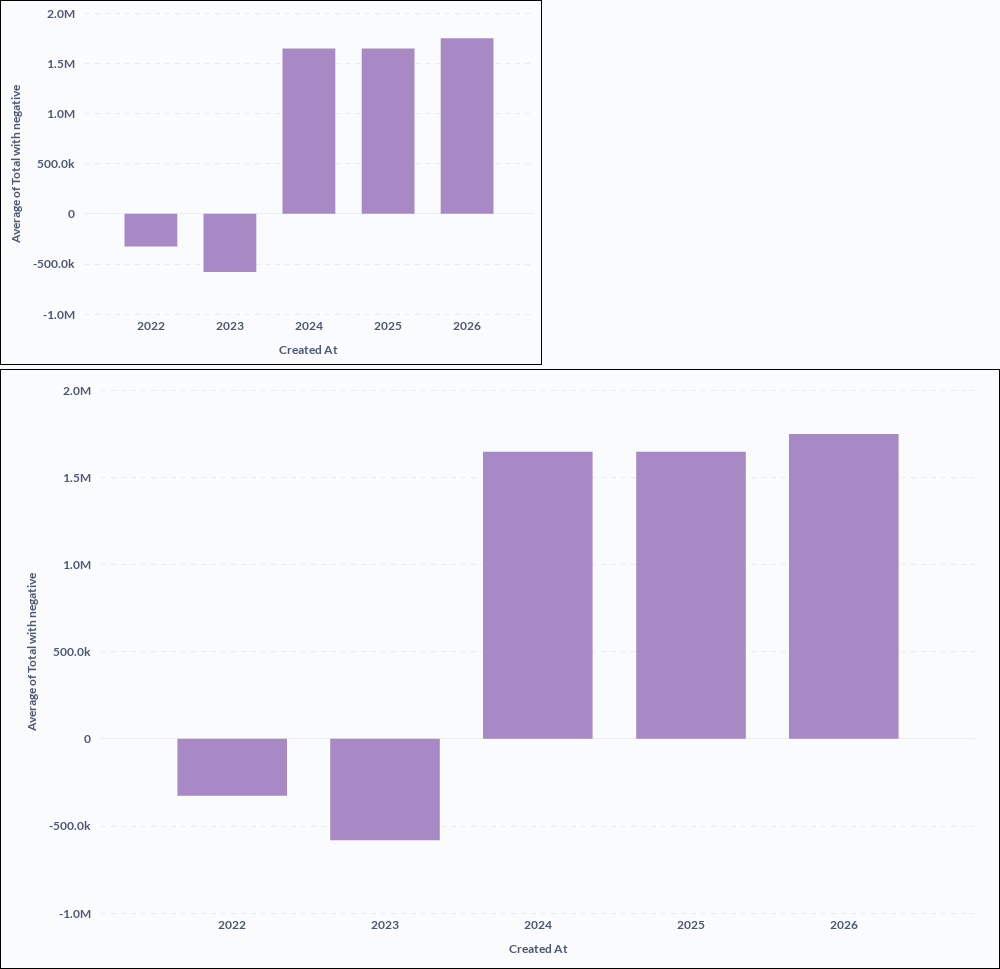 2.0M
1.5M
1.0M
500.0k
0
-500.0k
-1.0M
Average of Total with negative
2022 2023 2024 2025 2026
Created At
2.0M
1.5M
1.0M
500.0k
0
-500.0k
-1.0M
Average of Total with negative
2022 2023 2024 2025 2026
Created At